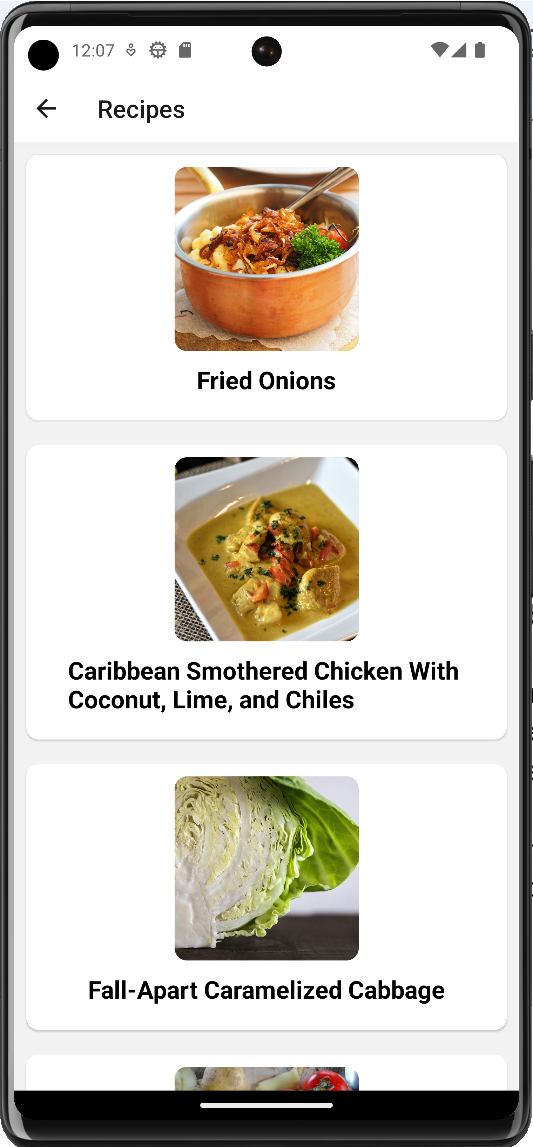 12:07
Recipes
Fried Onions
Caribbean Smothered Chicken With
Coconut, Lime, and Chiles
Fall-Apart Caramelized Cabbage